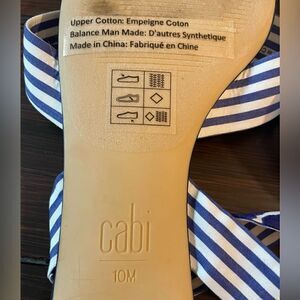 Upper Cotton: Empeigne Coton
Balance Man Made: D'autres Synthetique
Made in China: Fabriqué en Chine
cabi
10M